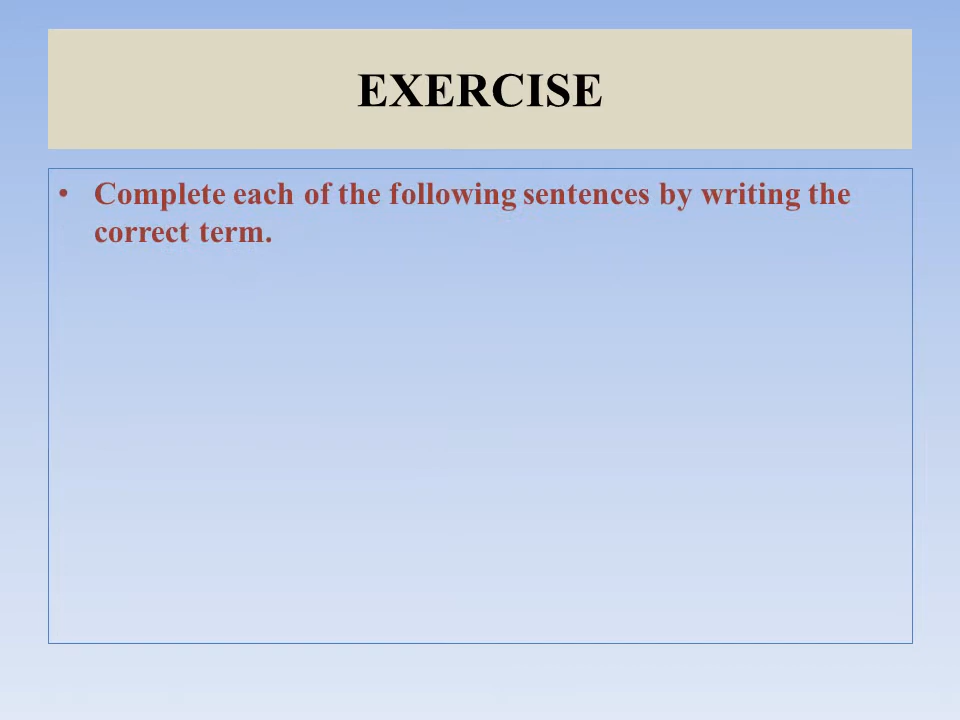 EXERCISE
• Complete each of the following sentences by writing the
correct term.